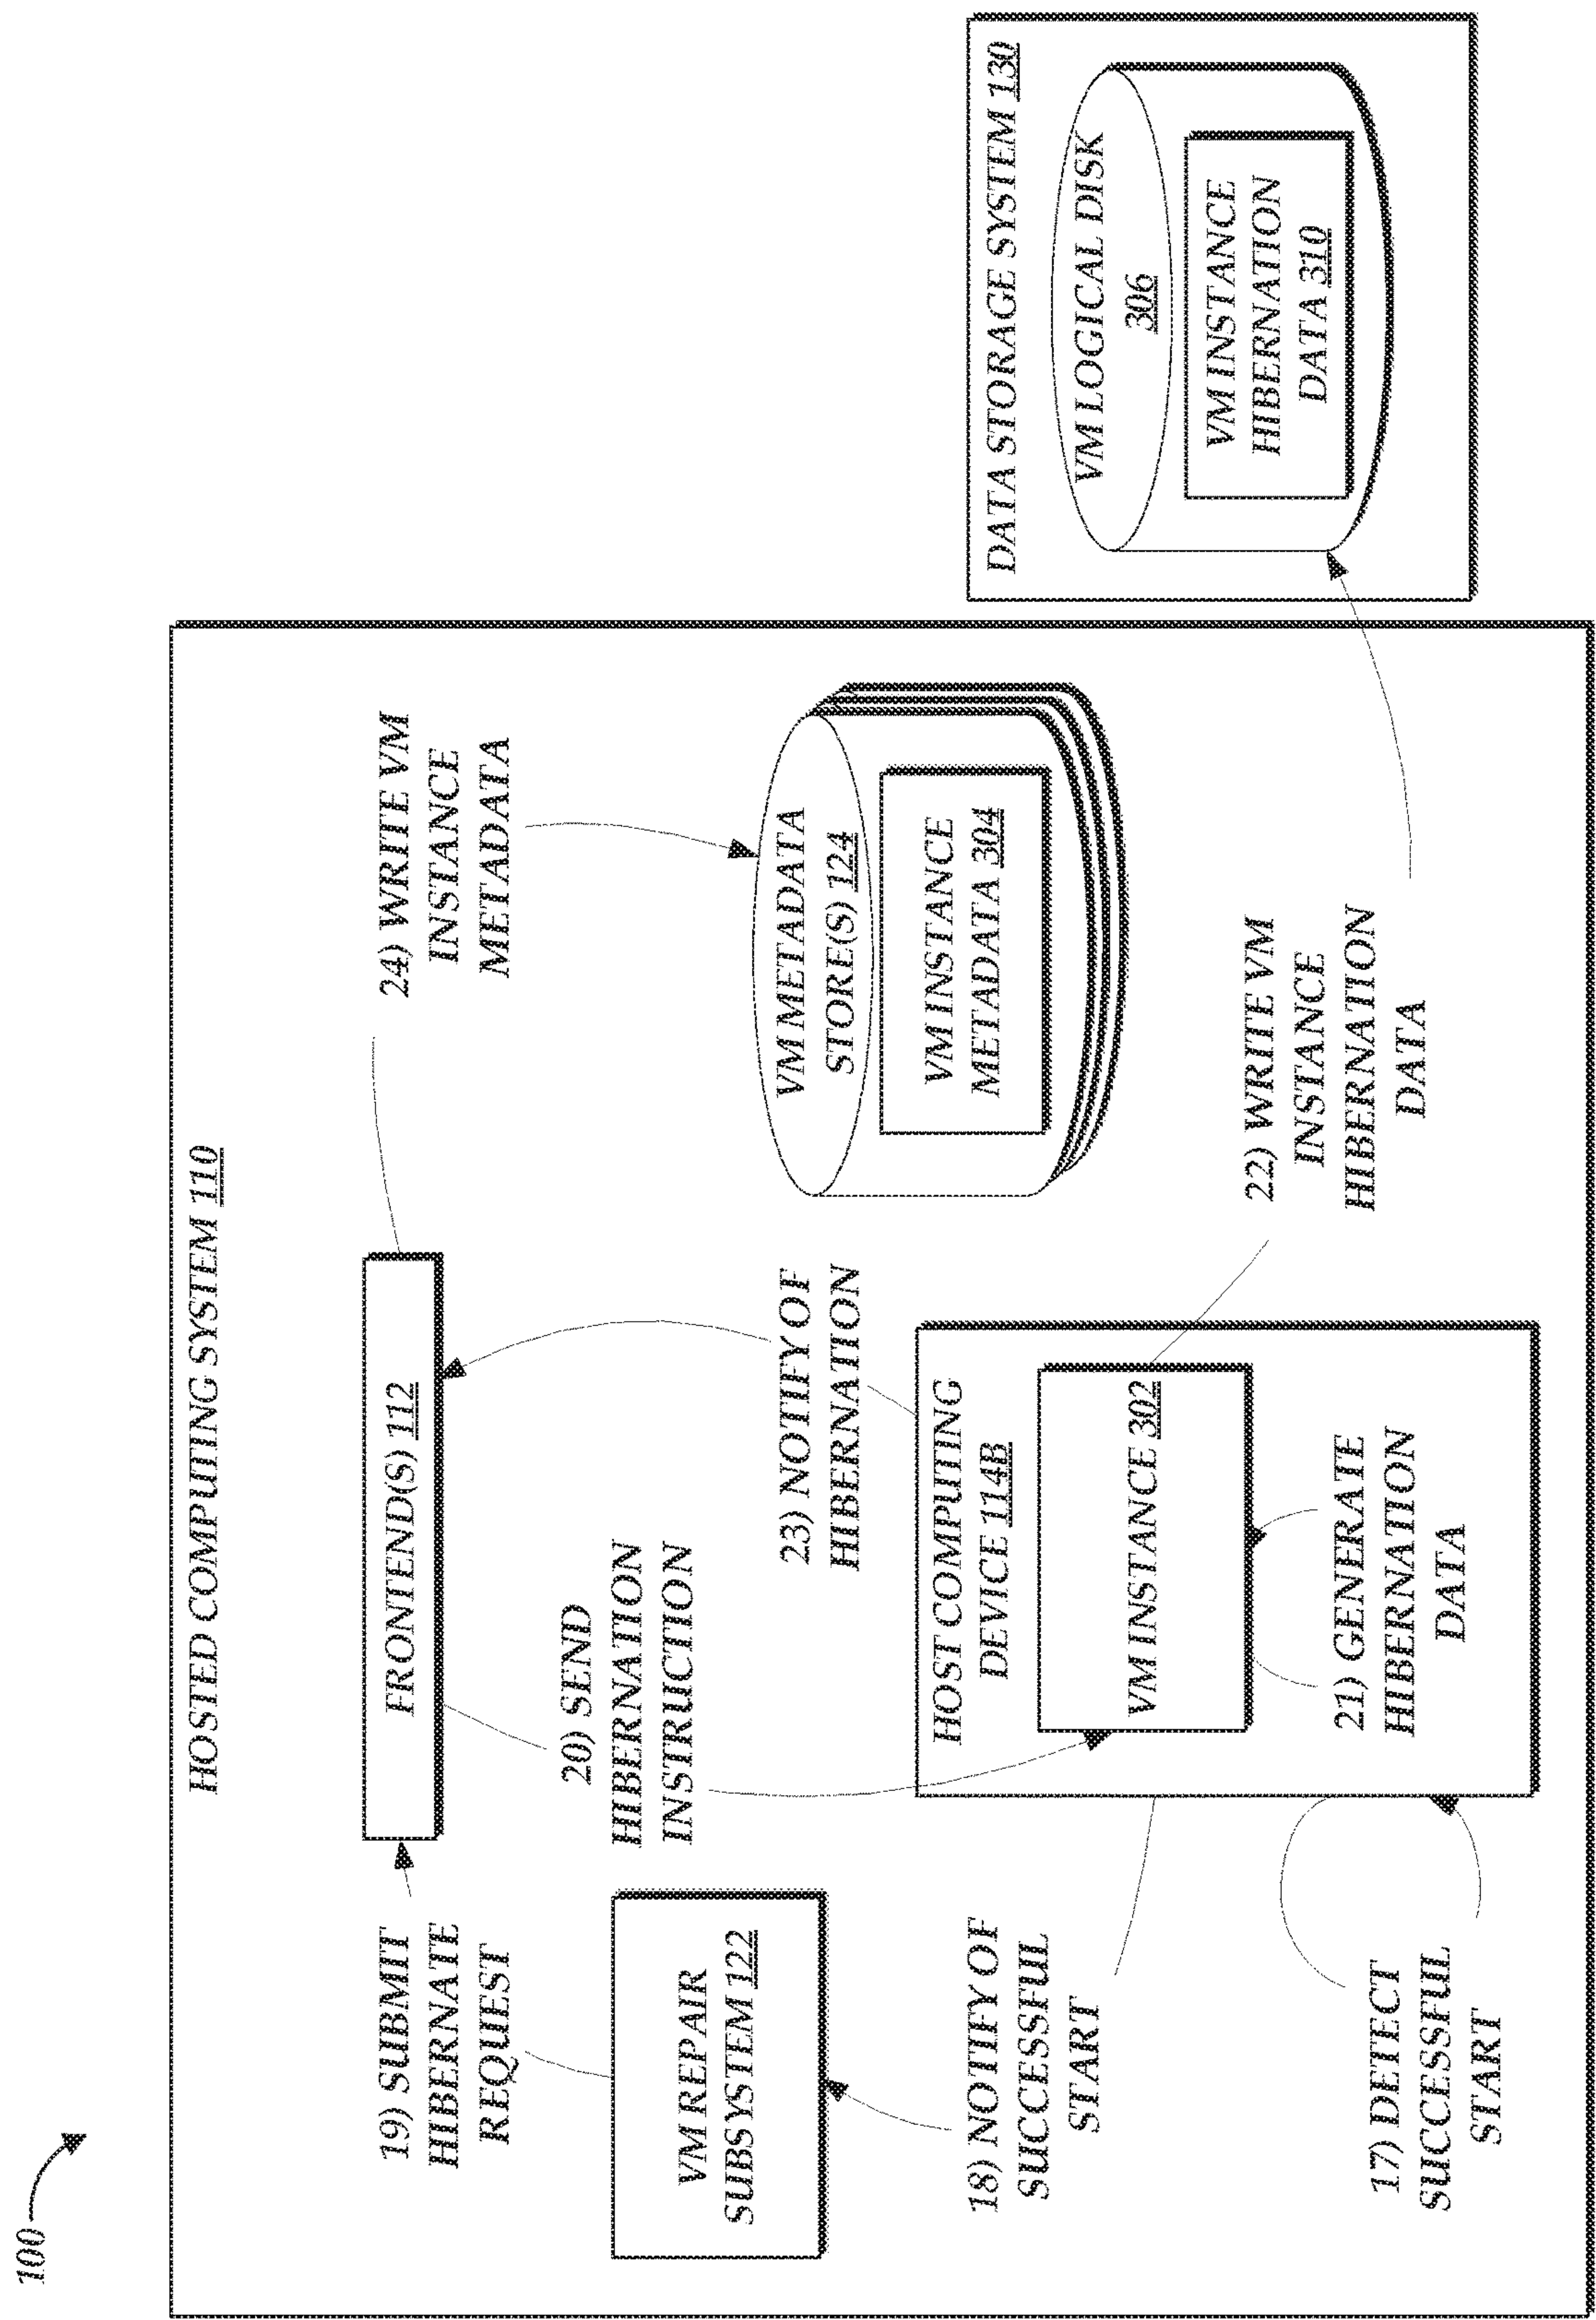 100
HOSTED COMPUTING SYSTEM 110
19) SUBMIT
HIBERNATE
REQUEST
FRONTEND(S) 112
24) WRITE VM
INSTANCE
METADATA
VM REPAIR
SUBSYSTEM 122
20) SEND
HIBERNATION
INSTRUCTION
23) NOTIFY OF
HIBERNATION
VM METADATA
STORE(S) 124
VM INSTANCE
METADATA 304
18) NOTIFY OF
SUCCESSFUL
START
HOST COMPUTING
DEVICE 114B
VM INSTANCE 302
17) DETECT
SUCCESSFUL
START
21) GENERATE
HIBERNATION
DATA
22) WRITE VM
INSTANCE
HIBERNATION
DATA
DATA STORAGE SYSTEM 130
VM LOGICAL DISK
306
VM INSTANCE
HIBERNATION
DATA 310